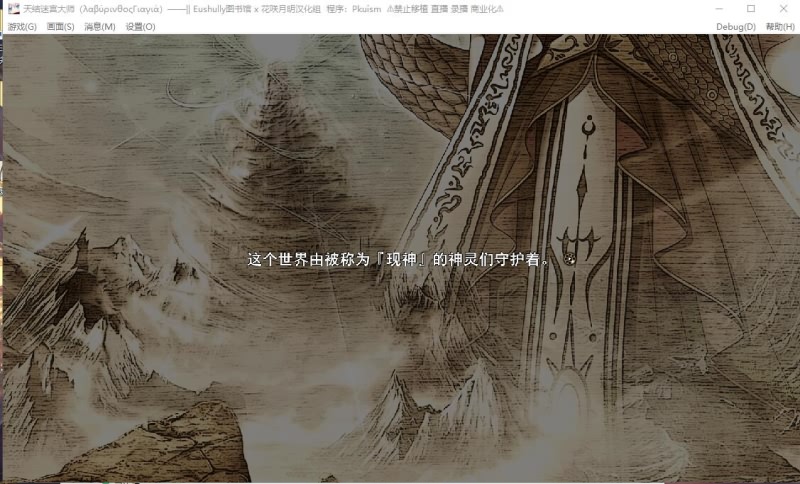 天结迷宫大师（λαβύρινθοςΓιαγιά）——|| Eushully图书馆 x 花咲月明汉化组 程序：Pkuism ⚠禁止移植 直播 录播 商业化⚠
游戏(G) 画面(S) 消息(M) 设置(O) Debug(D) 帮助(H)
这个世界由被称为『现神』的神灵们守护着。